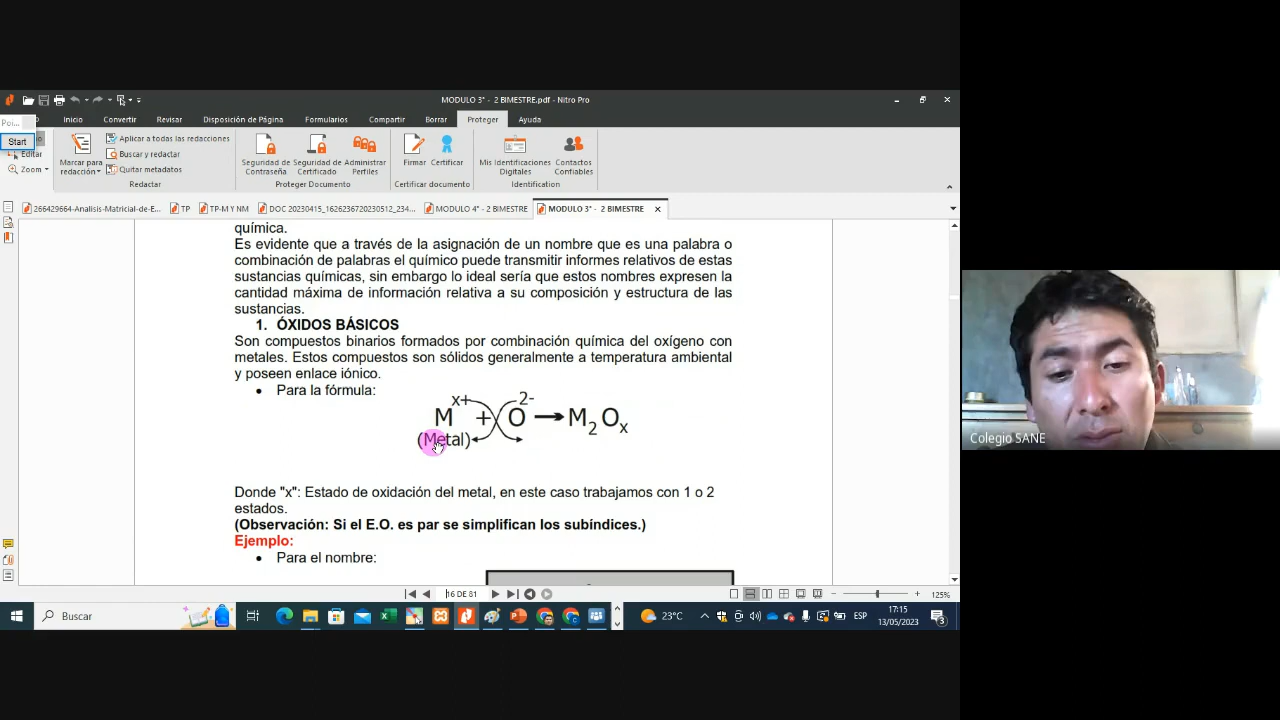 MODULO 3° - 2 BIMESTRE.pdf - Nitro Pro
Inicio Convertir Revisar Disposición de Página Formularios Compartir Borrar Proteger Ayuda
Start
Editar
Zoom
Marcar para redacción
Aplicar a todas las redacciones
Buscar y redactar
Quitar metadatos
Redactar
Seguridad de Contraseña
Seguridad de Certificado
Administrar Perfiles
Proteger Documento
Firmar Certificar
Certificar documento
Mis Identificaciones Digitales
Contactos Confiables
Identification
266429664-Analisis-Matricial-de-E... TP TP-M Y NM DOC 20230415_1626236720230512_234... MODULO 4° - 2 BIMESTRE MODULO 3° - 2 BIMESTRE
química.
Es evidente que a través de la asignación de un nombre que es una palabra o
combinación de palabras el químico puede transmitir informes relativos de estas
sustancias químicas, sin embargo lo ideal sería que estos nombres expresen la
cantidad máxima de información relativa a su composición y estructura de las
sustancias.
1. ÓXIDOS BÁSICOS
Son compuestos binarios formados por combinación química del oxígeno con
metales. Estos compuestos son sólidos generalmente a temperatura ambiental
y poseen enlace iónico.
• Para la fórmula:
M x+ + O 2- → M2Ox
(Metal)
Donde "x": Estado de oxidación del metal, en este caso trabajamos con 1 o 2
estados.
(Observación: Si el E.O. es par se simplifican los subíndices.)
Ejemplo:
• Para el nombre:
16 DE 81
125%
Buscar
23°C
ESP
17:15
13/05/2023
3
Colegio SANE